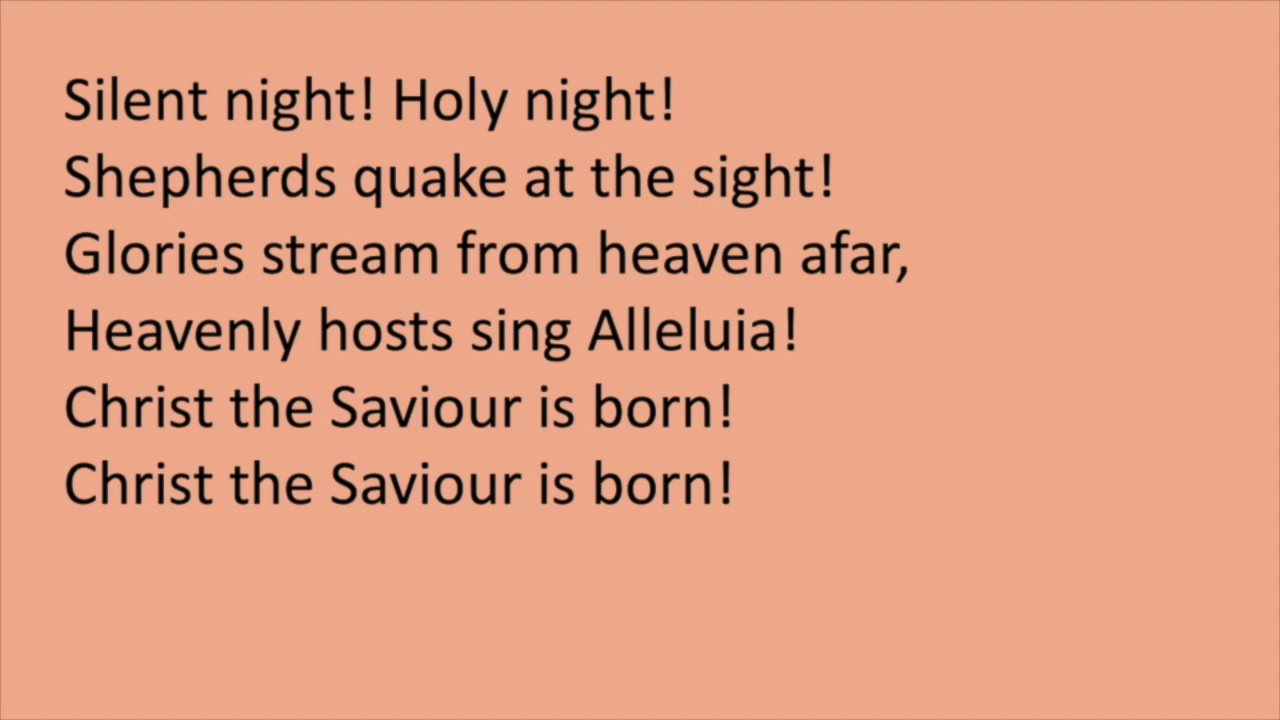 Silent night! Holy night!
Shepherds quake at the sight!
Glories stream from heaven afar,
Heavenly hosts sing Alleluia!
Christ the Saviour is born!
Christ the Saviour is born!